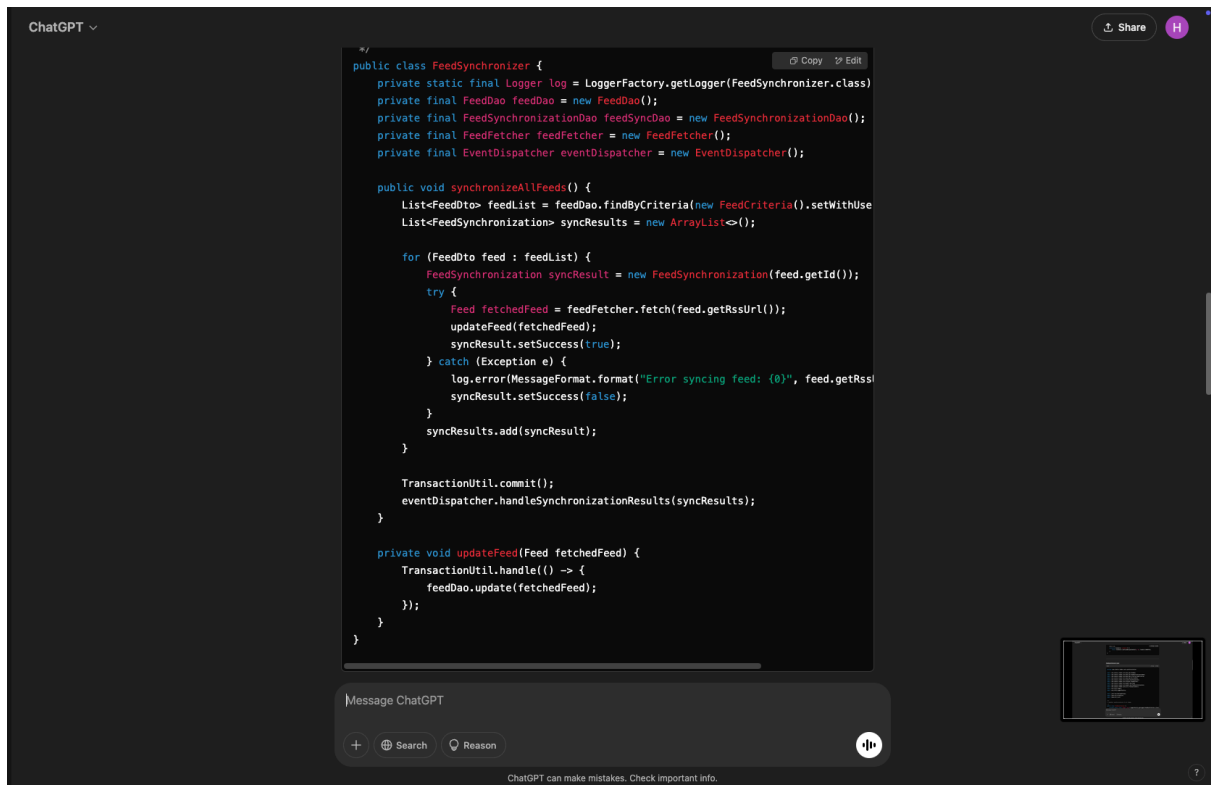 ChatGPT
Share
H
*/
Copy Edit
public class FeedSynchronizer {
    private static final Logger log = LoggerFactory.getLogger(FeedSynchronizer.class)
    private final FeedDao feedDao = new FeedDao();
    private final FeedSynchronizationDao feedSyncDao = new FeedSynchronizationDao();
    private final FeedFetcher feedFetcher = new FeedFetcher();
    private final EventDispatcher eventDispatcher = new EventDispatcher();
    public void synchronizeAllFeeds() {
        List<FeedDto> feedList = feedDao.findByCriteria(new FeedCriteria().setWithUse
        List<FeedSynchronization> syncResults = new ArrayList<>();
        for (FeedDto feed : feedList) {
            FeedSynchronization syncResult = new FeedSynchronization(feed.getId());
            try {
                Feed fetchedFeed = feedFetcher.fetch(feed.getRssUrl());
                updateFeed(fetchedFeed);
                syncResult.setSuccess(true);
            } catch (Exception e) {
                log.error(MessageFormat.format("Error syncing feed: {0}", feed.getRss
                syncResult.setSuccess(false);
            }
            syncResults.add(syncResult);
        }
        TransactionUtil.commit();
        eventDispatcher.handleSynchronizationResults(syncResults);
    }
    private void updateFeed(Feed fetchedFeed) {
        TransactionUtil.handle(() -> {
            feedDao.update(fetchedFeed);
        });
    }
}
Message ChatGPT
Search Reason
ChatGPT can make mistakes. Check important info.
?